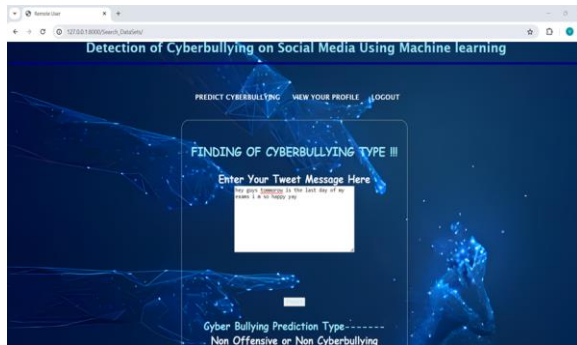 Remote User
127.0.0.1:8000/Search_DataSets/
Detection of Cyberbullying on Social Media Using Machine learning
PREDICT CYBERBULLYING VIEW YOUR PROFILE LOGOUT
FINDING OF CYBERBULLYING TYPE !!!
Enter Your Tweet Message Here
hey guys tommorow is the last day of my
exams i m so happy yay
Cyber Bullying Prediction Type-------
Non Offensive or Non Cyberbullying